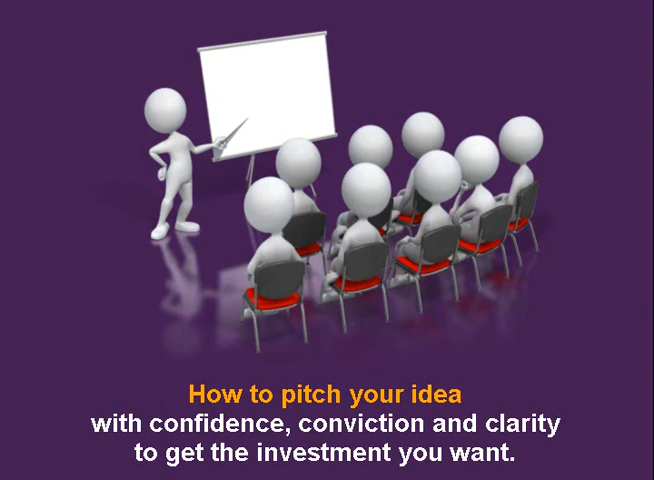 How to pitch your idea
with confidence, conviction and clarity
to get the investment you want.